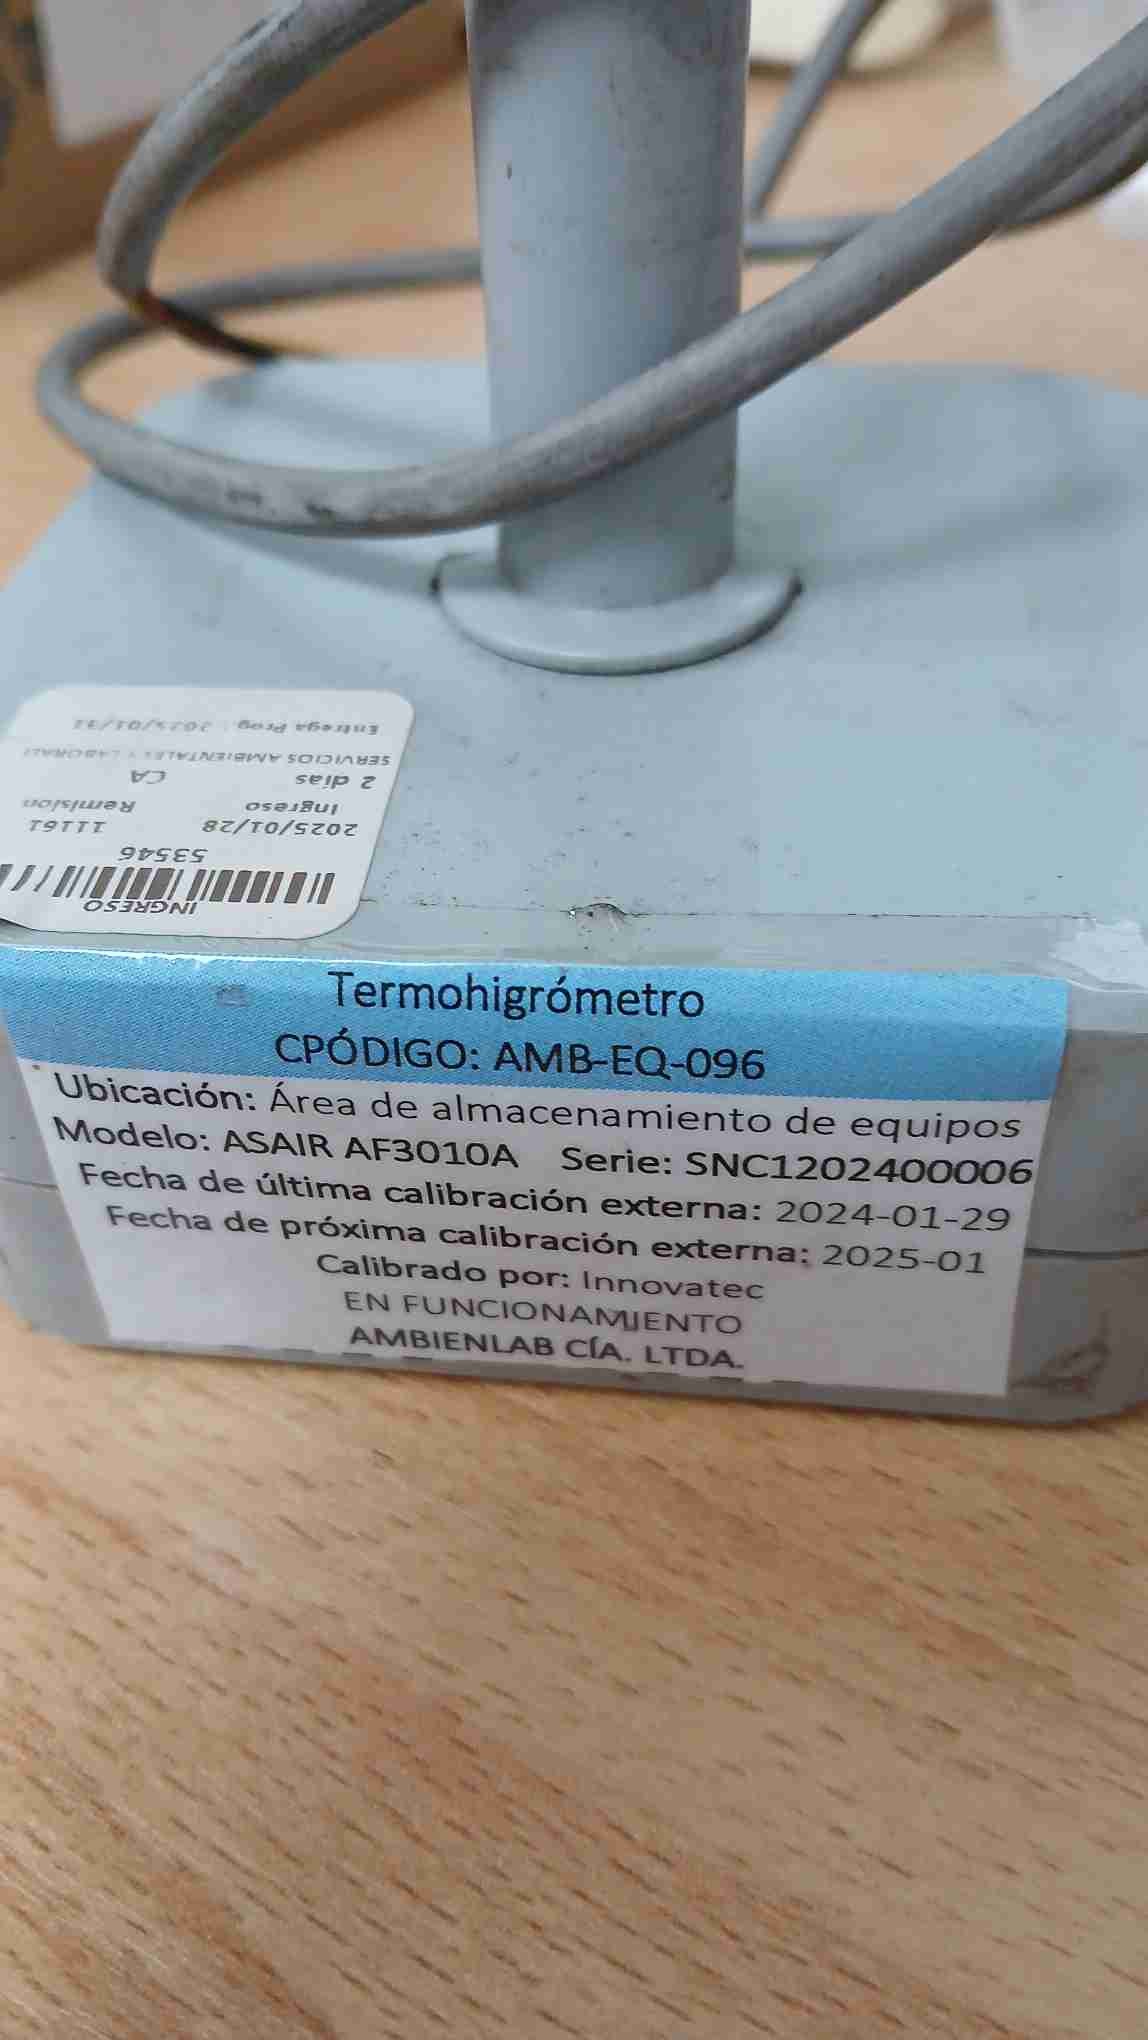 Termohigrómetro
CPÓDIGO: AMB-EQ-096
Ubicación: Área de almacenamiento de equipos
Modelo: ASAIR AF3010A Serie: SNC1202400006
Fecha de última calibración externa: 2024-01-29
Fecha de próxima calibración externa: 2025-01
Calibrado por: Innovatec
EN FUNCIONAMIENTO
AMBIENLAB CÍA. LTDA.
INGRESO
53546
2025/01/28 11161
Ingreso Remision
2 dias CA
SERVICIOS AMBIENTALES Y LABORALE
Entrega Prog.: 2025/01/31